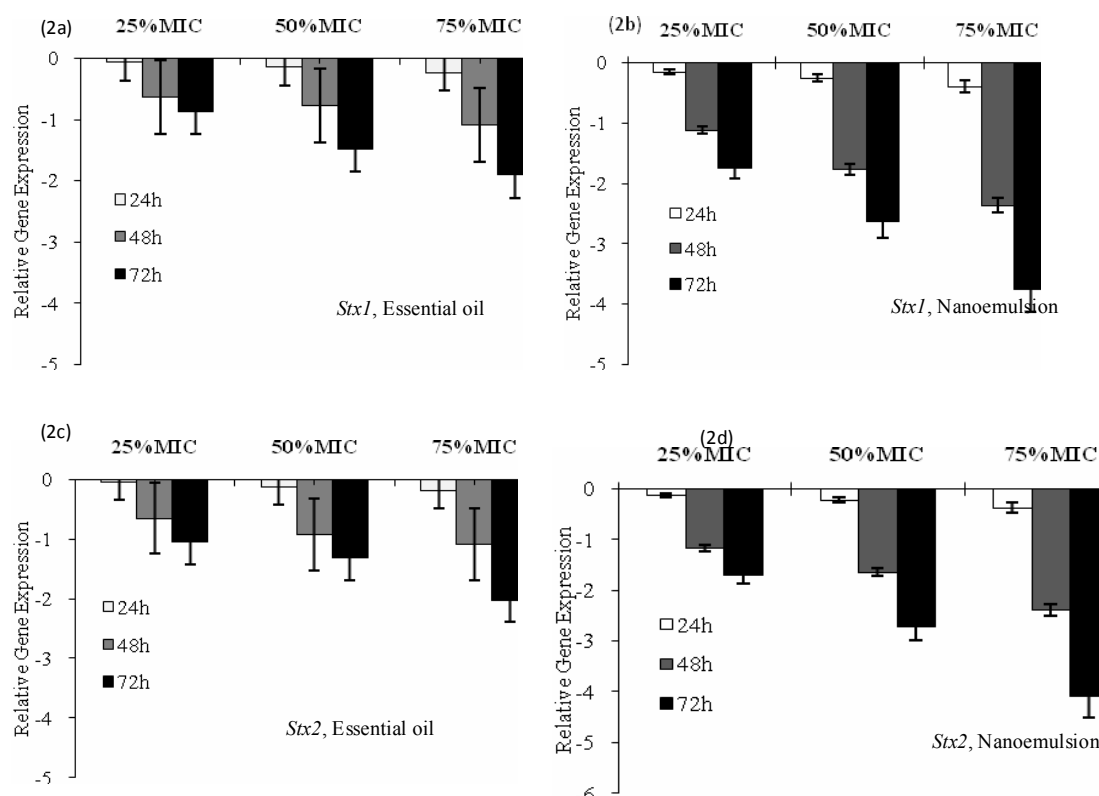 (2a)
25%MIC 50%MIC 75%MIC
0
-1
-2
-3
-4
-5
Relative Gene Expression
24h
48h
72h
Stx1, Essential oil
(2b)
25%MIC 50%MIC 75%MIC
0
-1
-2
-3
-4
-5
Relative Gene Expression
24h
48h
72h
Stx1, Nanoemulsion
(2c)
25%MIC 50%MIC 75%MIC
0
-1
-2
-3
-4
-5
Relative Gene Expression
24h
48h
72h
Stx2, Essential oil
(2d)
25%MIC 50%MIC 75%MIC
0
-1
-2
-3
-4
-5
6
Relative Gene Expression
24h
48h
72h
Stx2, Nanoemulsion